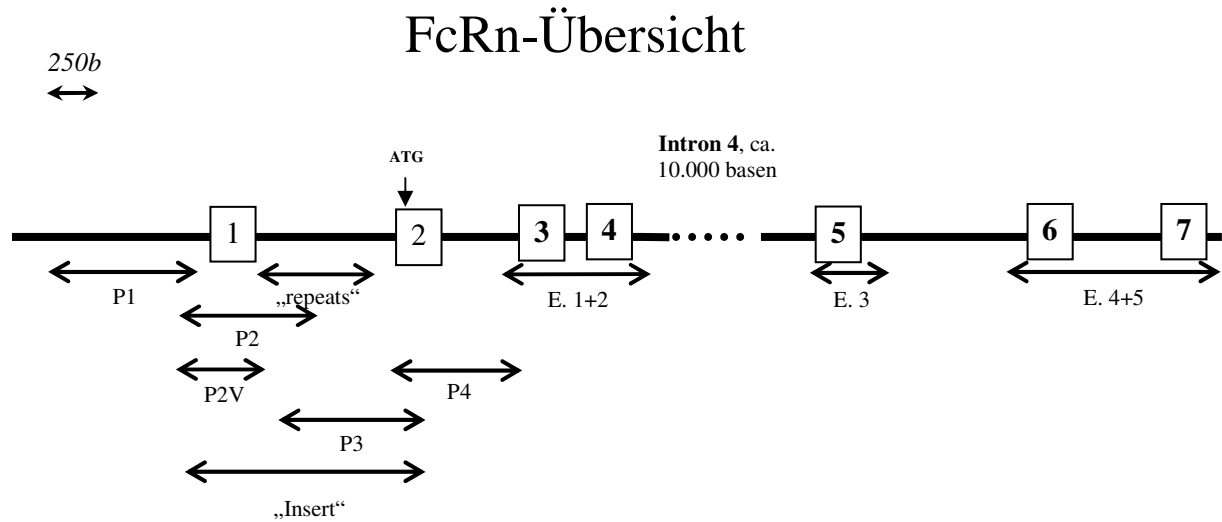 FcRn-Übersicht
250b
Intron 4, ca.
10.000 basen
ATG
1
2
3
4
5
6
7
P1
„repeats“
E. 1+2
E. 3
E. 4+5
P2
P2V
P4
P3
„Insert“